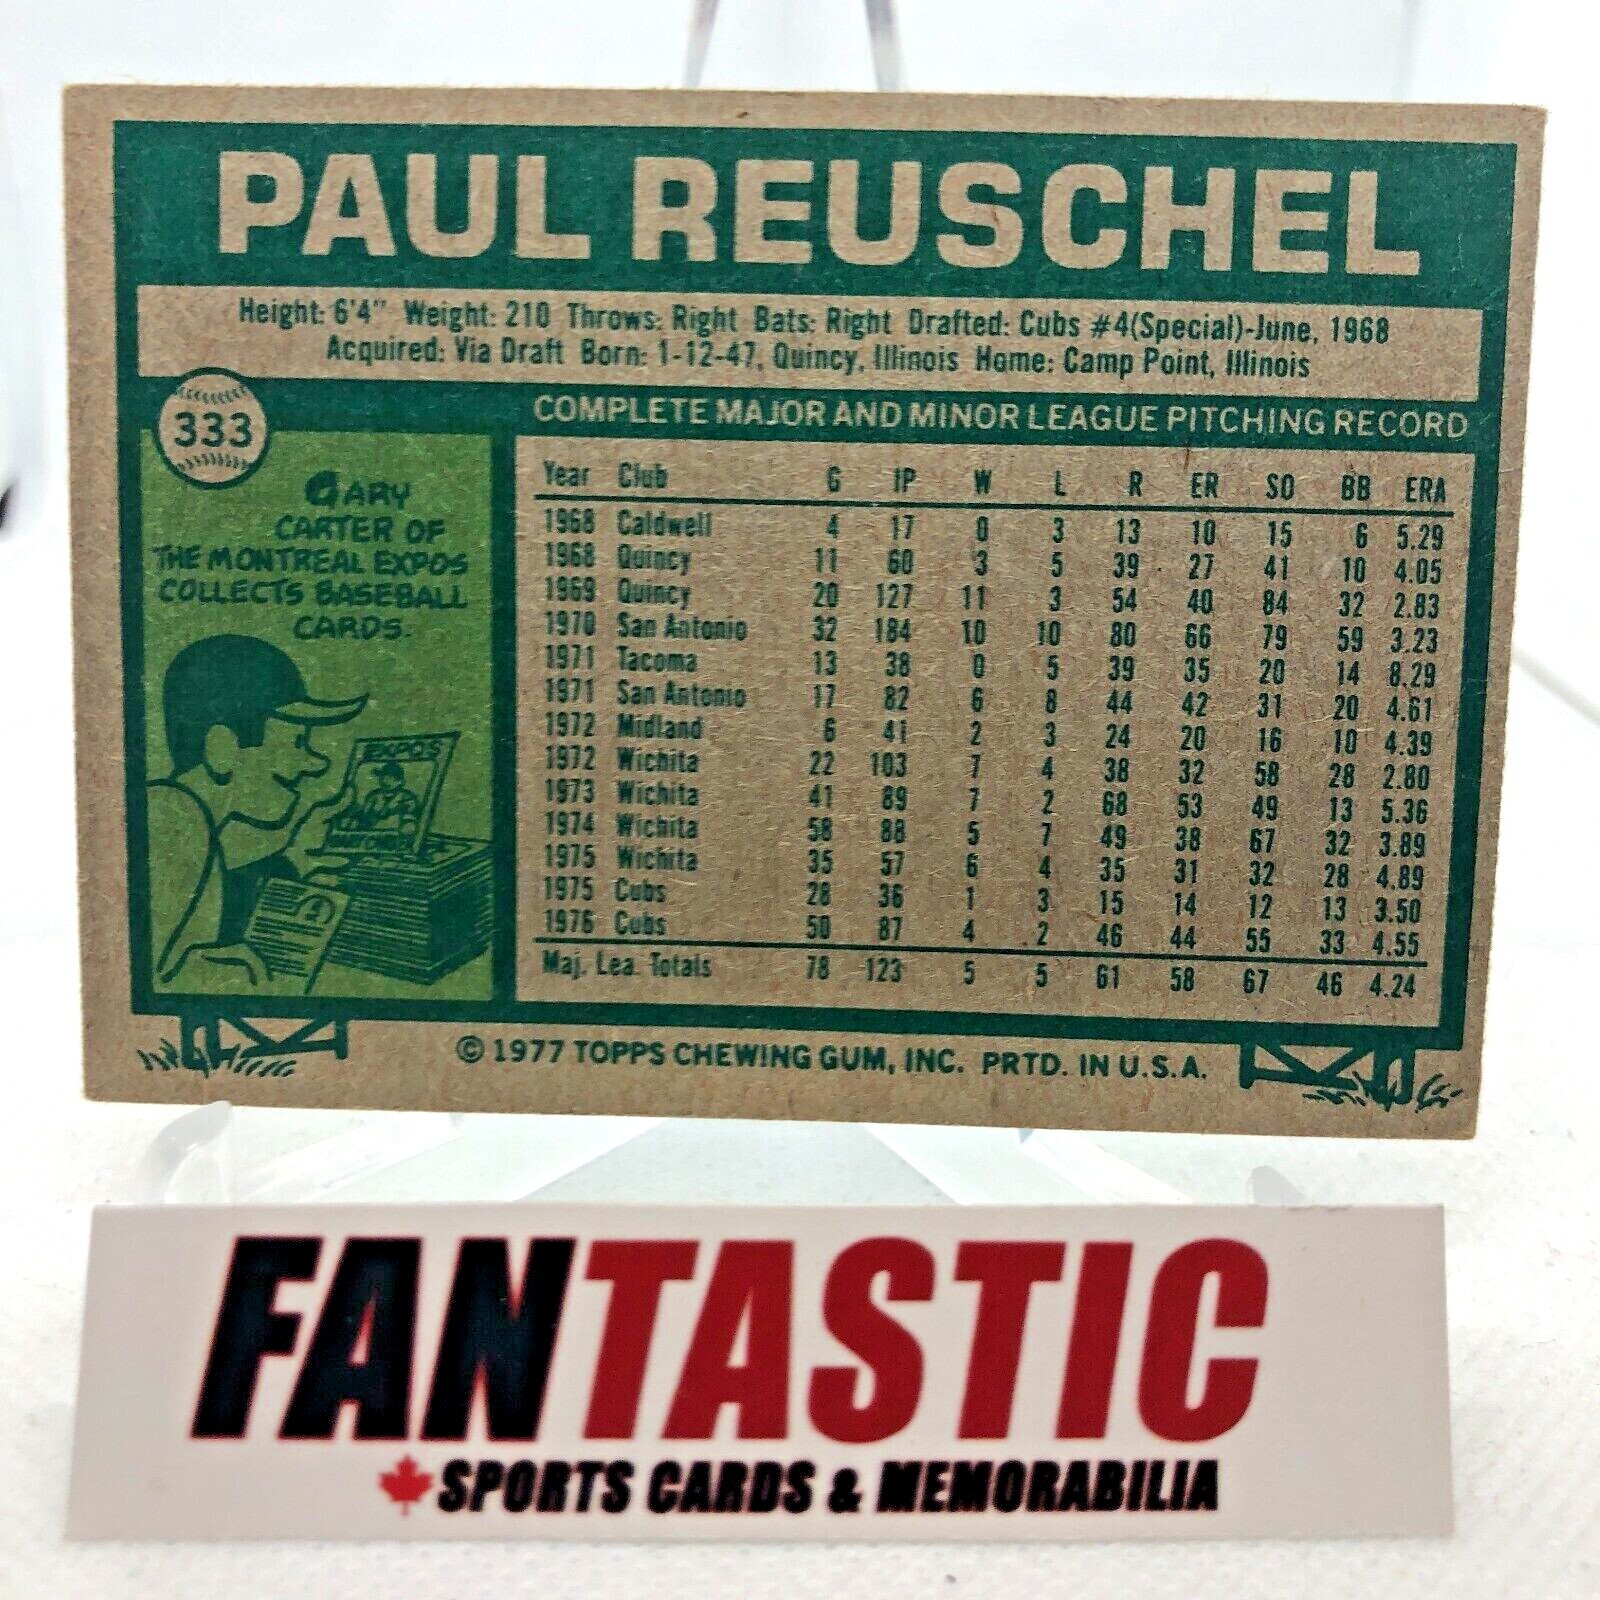 PAUL REUSCHEL
Height: 6'4" Weight: 210 Throws: Right Bats: Right Drafted: Cubs #4(Special)-June, 1968
Acquired: Via Draft Born: 1-12-47, Quincy, Illinois Home: Camp Point, Illinois
333
GARY
CARTER OF
THE MONTREAL EXPOS
COLLECTS BASEBALL
CARDS.
EXPOS
COMPLETE MAJOR AND MINOR LEAGUE PITCHING RECORD
Year Club G IP W L R ER SO BB ERA
1968 Caldwell 4 17 0 3 13 10 15 6 5.29
1968 Quincy 11 60 3 5 39 27 41 10 4.05
1969 Quincy 20 127 11 3 54 40 84 32 2.83
1970 San Antonio 32 184 10 10 80 66 79 59 3.23
1971 Tacoma 13 38 0 5 39 35 20 14 8.29
1971 San Antonio 17 82 6 8 44 42 31 20 4.61
1972 Midland 6 41 2 3 24 20 16 10 4.39
1972 Wichita 22 103 7 4 38 32 58 28 2.80
1973 Wichita 41 89 7 2 68 53 49 13 5.36
1974 Wichita 58 88 5 7 49 38 67 32 3.89
1975 Wichita 35 57 6 4 35 31 32 28 4.89
1975 Cubs 28 36 1 3 15 14 12 13 3.50
1976 Cubs 50 87 4 2 46 44 55 33 4.55
Maj. Lea. Totals 78 123 5 5 61 58 67 46 4.24
© 1977 TOPPS CHEWING GUM, INC. PRTD. IN U.S.A.
FANTASTIC
SPORTS CARDS & MEMORABILIA